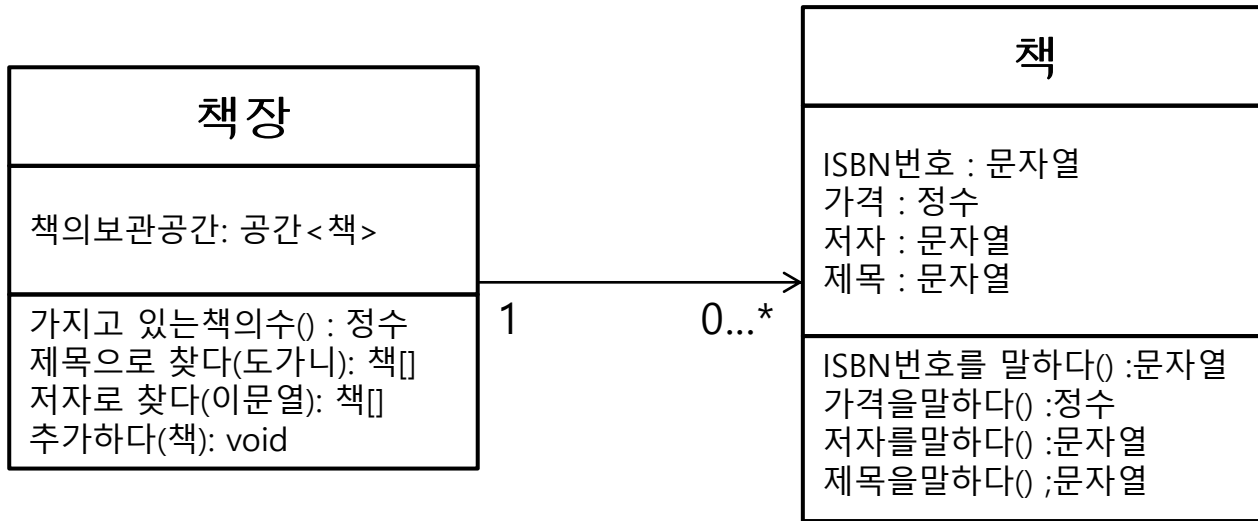 책장
책의보관공간: 공간<책>
가지고 있는책의수() : 정수
제목으로 찾다(도가니): 책[]
저자로 찾다(이문열): 책[]
추가하다(책): void
1
0...*
책
ISBN번호 : 문자열
가격 : 정수
저자 : 문자열
제목 : 문자열
ISBN번호를 말하다() :문자열
가격을말하다() :정수
저자를말하다() :문자열
제목을말하다() ;문자열